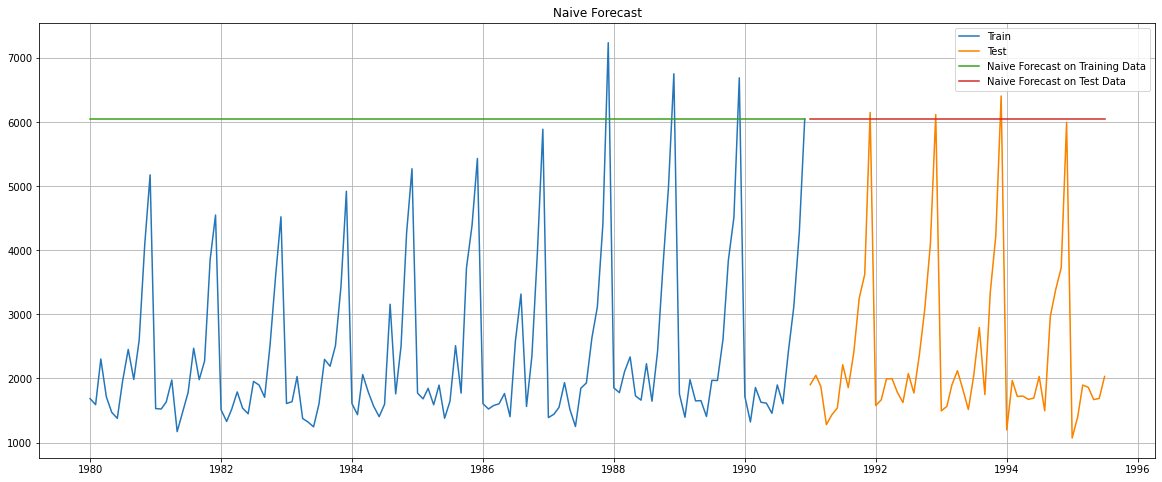 Naive Forecast
Train
Test
Naive Forecast on Training Data
Naive Forecast on Test Data
7000
6000
5000
4000
3000
2000
1000
1980 1982 1984 1986 1988 1990 1992 1994 1996